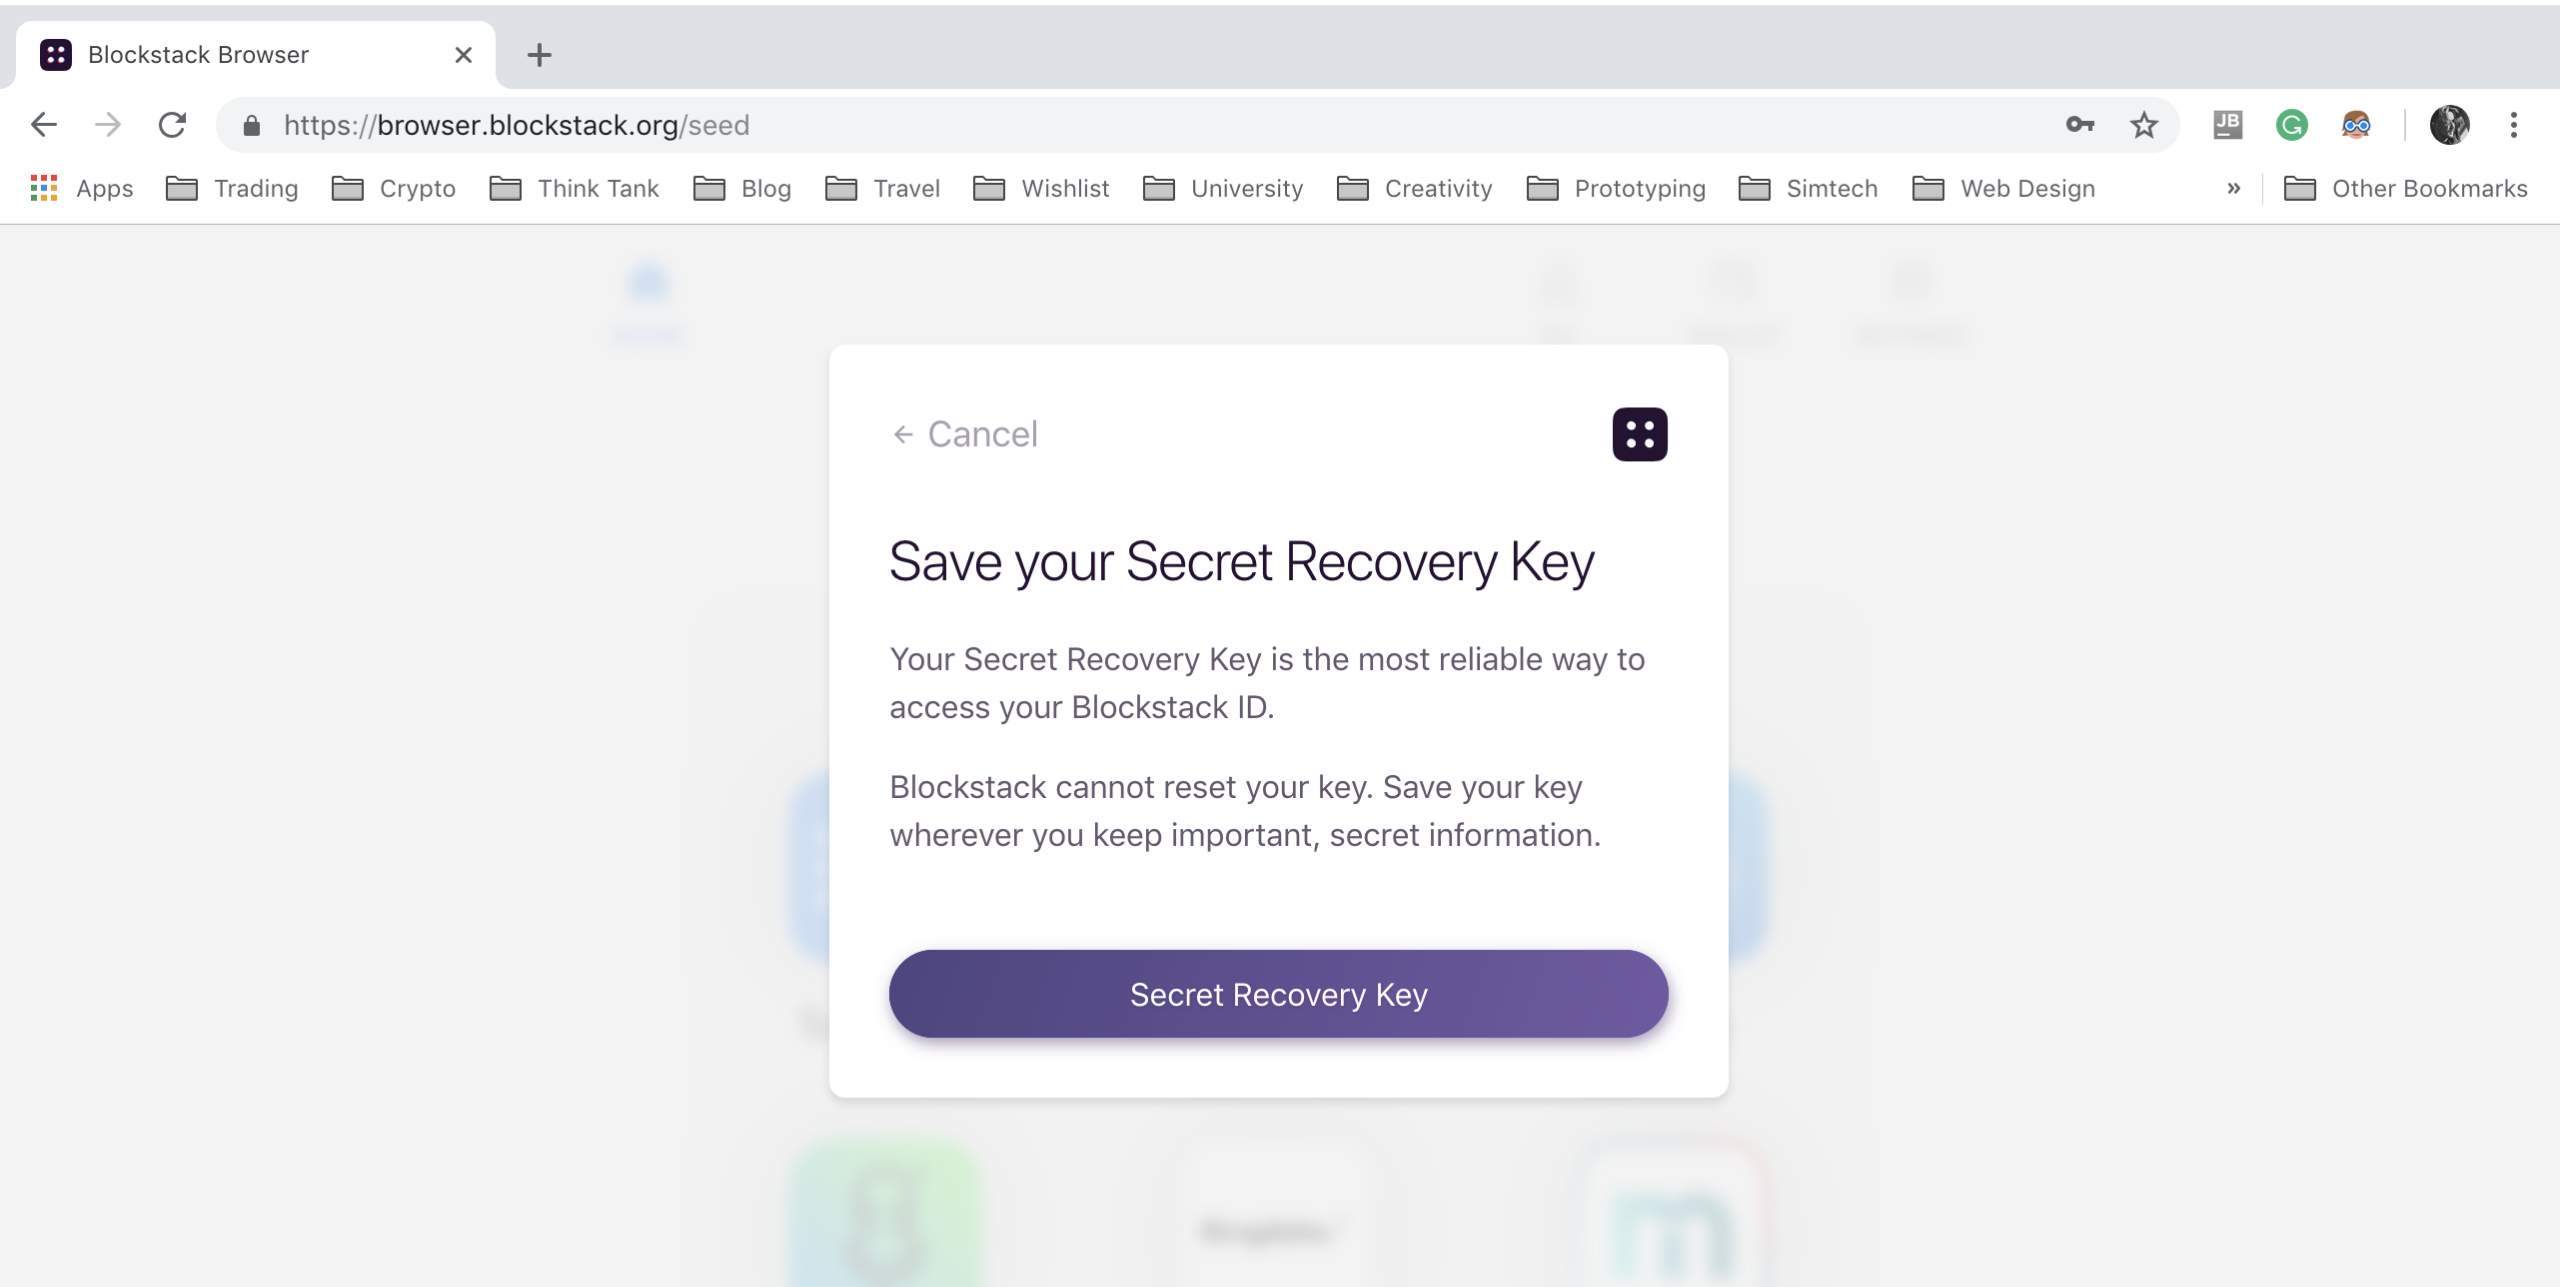 Blockstack Browser
https://browser.blockstack.org/seed
JB
G
Apps Trading Crypto Think Tank Blog Travel Wishlist University Creativity Prototyping Simtech Web Design » Other Bookmarks
← Cancel
Save your Secret Recovery Key
Your Secret Recovery Key is the most reliable way to
access your Blockstack ID.
Blockstack cannot reset your key. Save your key
wherever you keep important, secret information.
Secret Recovery Key
m